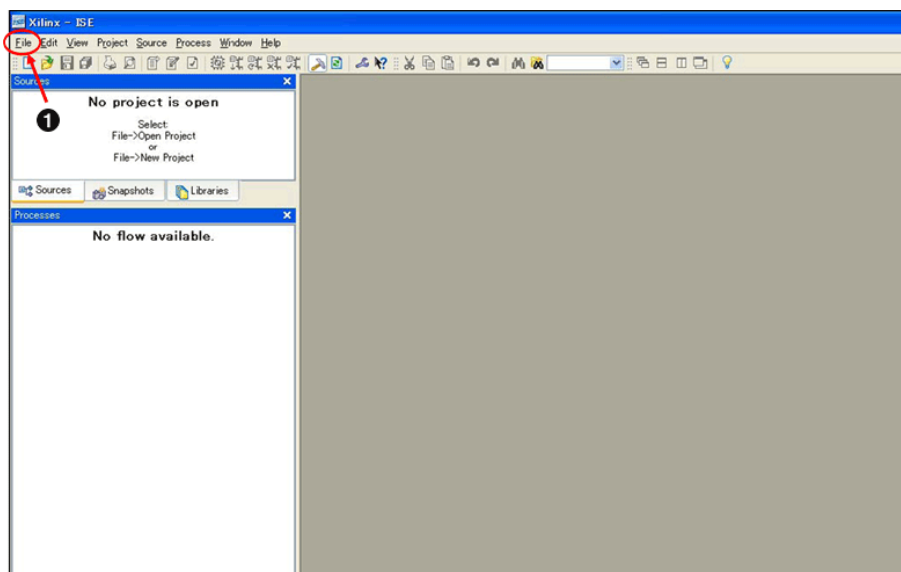 Xilinx - ISE
File Edit View Project Source Process Window Help
Sources
No project is open
1
Select:
File->Open Project
or
File->New Project
Sources Snapshots Libraries
Processes
No flow available.